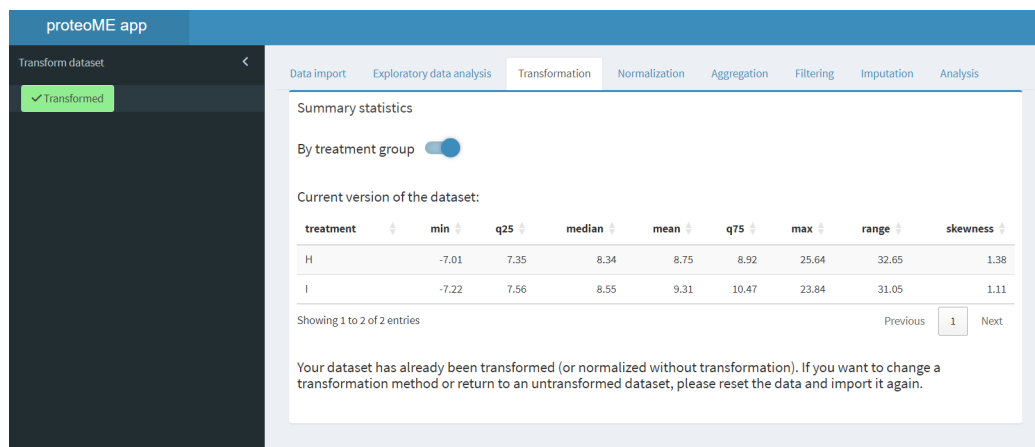 proteoME app
Transform dataset
Transformed
Data import Exploratory data analysis Transformation Normalization Aggregation Filtering Imputation Analysis
Summary statistics
By treatment group
Current version of the dataset:
treatment min q25 median mean q75 max range skewness
H -7.01 7.35 8.34 8.75 8.92 25.64 32.65 1.38
I -7.22 7.56 8.55 9.31 10.47 23.84 31.05 1.11
Showing 1 to 2 of 2 entries Previous 1 Next
Your dataset has already been transformed (or normalized without transformation). If you want to change a
transformation method or return to an untransformed dataset, please reset the data and import it again.